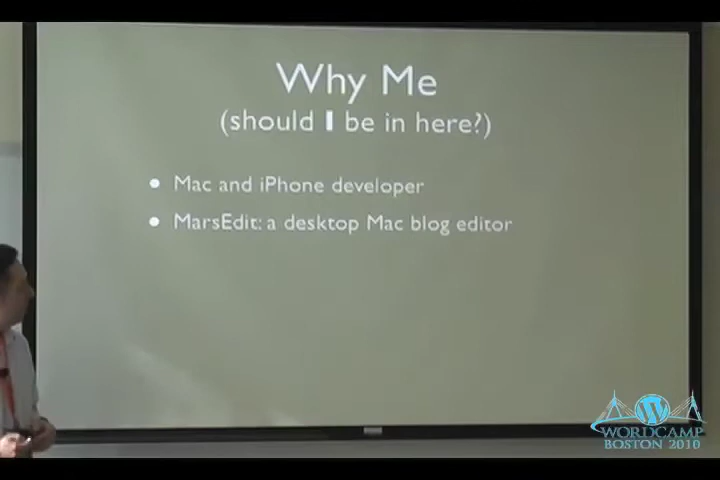 Why Me
(should I be in here?)
• Mac and iPhone developer
• MarsEdit: a desktop Mac blog editor
WORDCAMP
BOSTON 2010